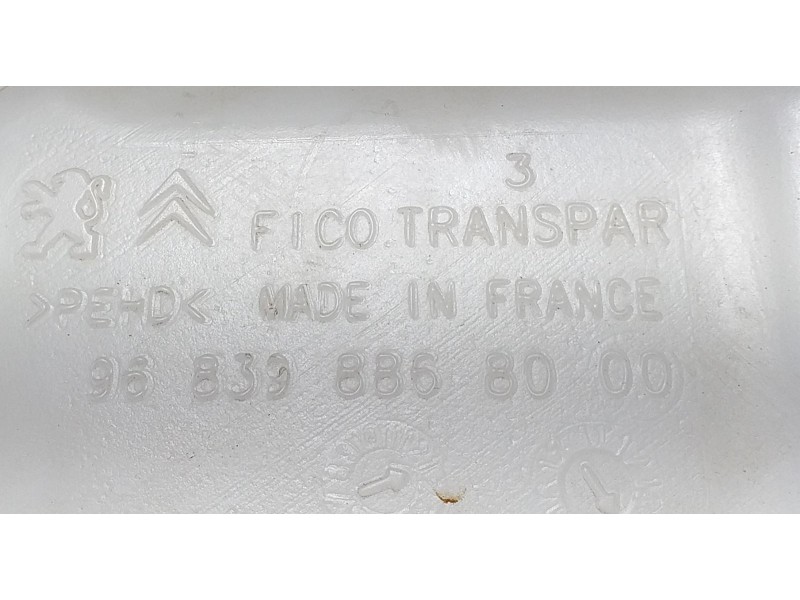 3
FICO TRANSPAR
>PEHD< MADE IN FRANCE
96 839 886 80 00